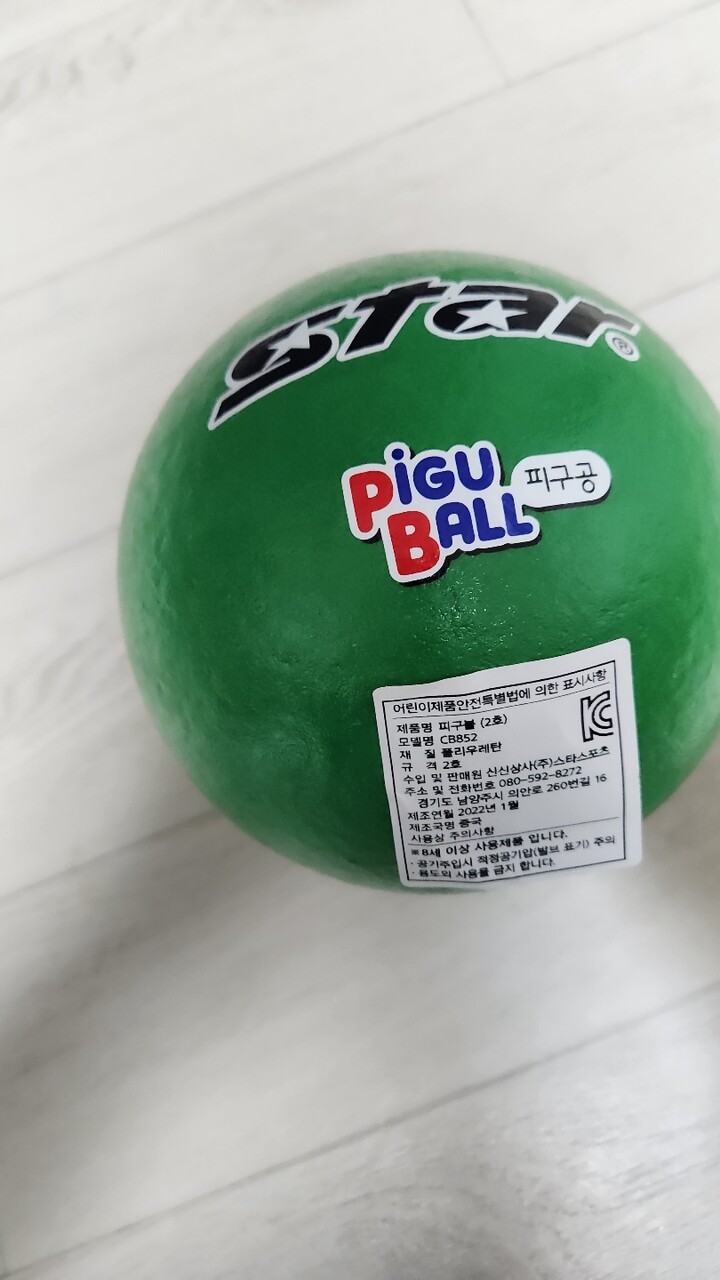 star®
PiGU
BALL 피구공
어린이제품안전특별법에 의한 표시사항
제품명 피구볼 (2호)
모델명 CB852
재 질 폴리우레탄
규 격 2호
수입 및 판매원 신신상사(주)스타스포츠
주소 및 전화번호 080-592-8272
경기도 남양주시 의안로 260번길 16
제조연월 2022년 1월
제조국명 중국
사용상 주의사항
※8세 이상 사용제품 입니다.
· 공기주입시 적정공기압(밸브 표기) 주의
· 용도외 사용을 금지 합니다.
KC